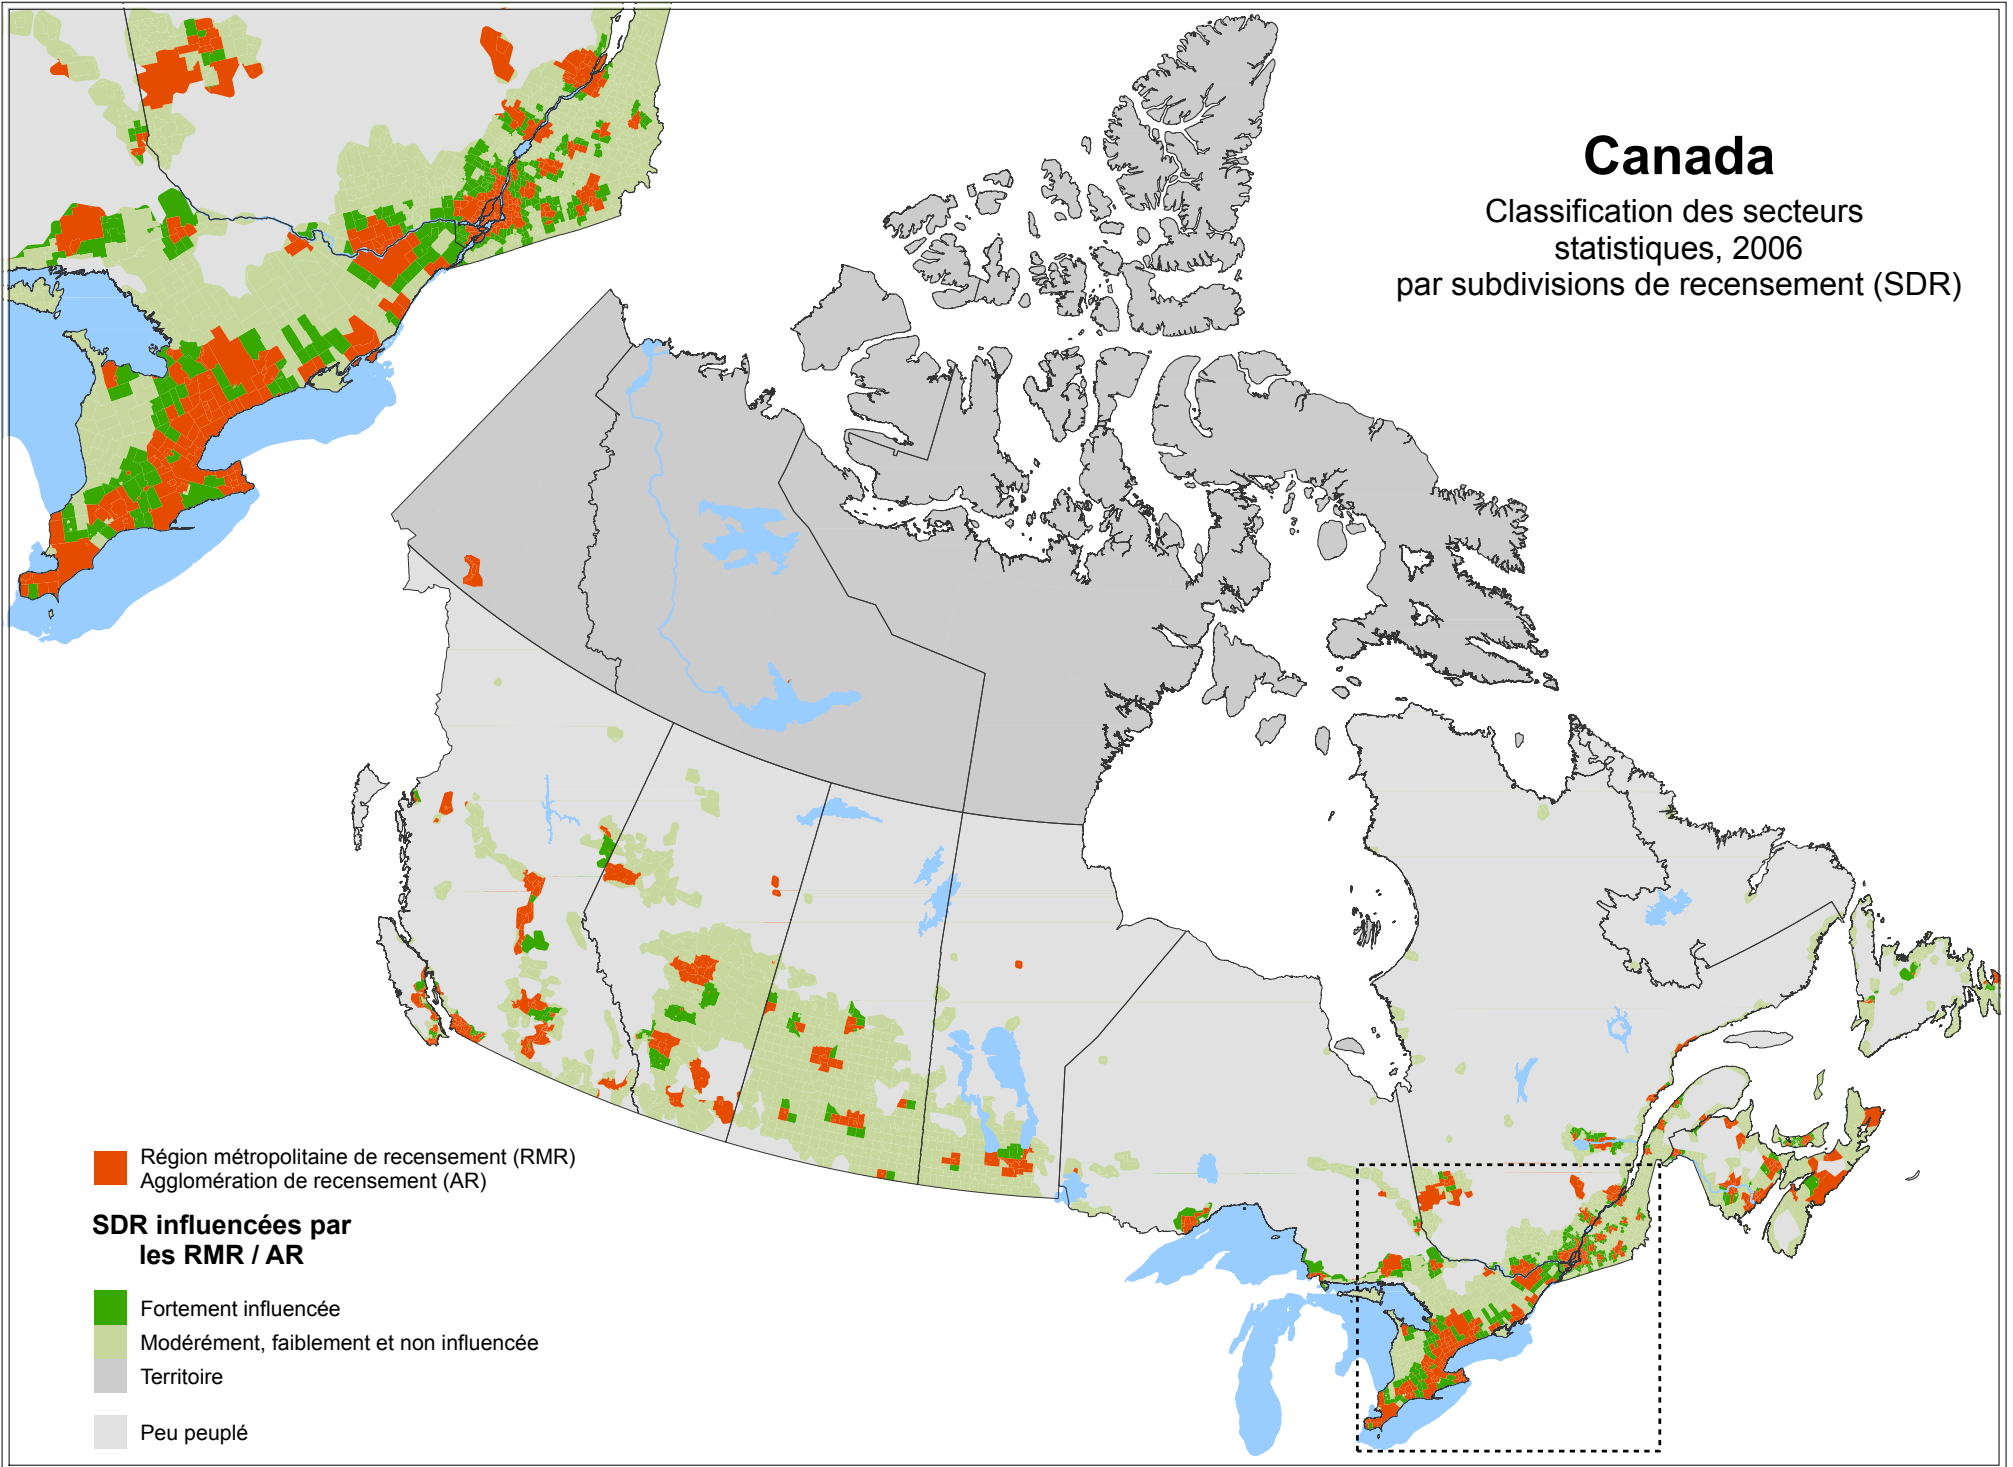 Canada
Classification des secteurs
statistiques, 2006
par subdivisions de recensement (SDR)
Région métropolitaine de recensement (RMR)
Agglomération de recensement (AR)
SDR influencées par
les RMR / AR
Fortement influencée
Modérément, faiblement et non influencée
Territoire
Peu peuplé